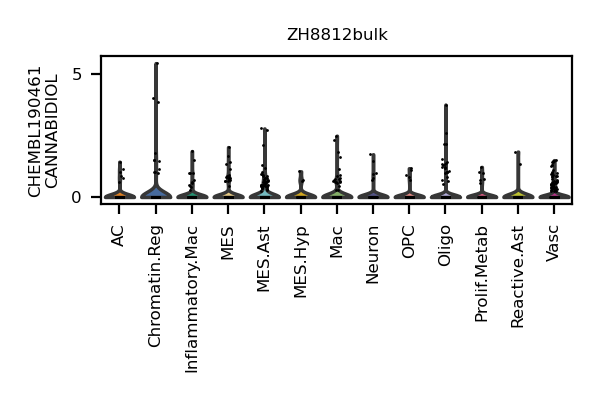 ZH8812bulk
CHEMBL190461
CANNABIDIOL
5
0
AC
Chromatin.Reg
Inflammatory.Mac
MES
MES.Ast
MES.Hyp
Mac
Neuron
OPC
Oligo
Prolif.Metab
Reactive.Ast
Vasc